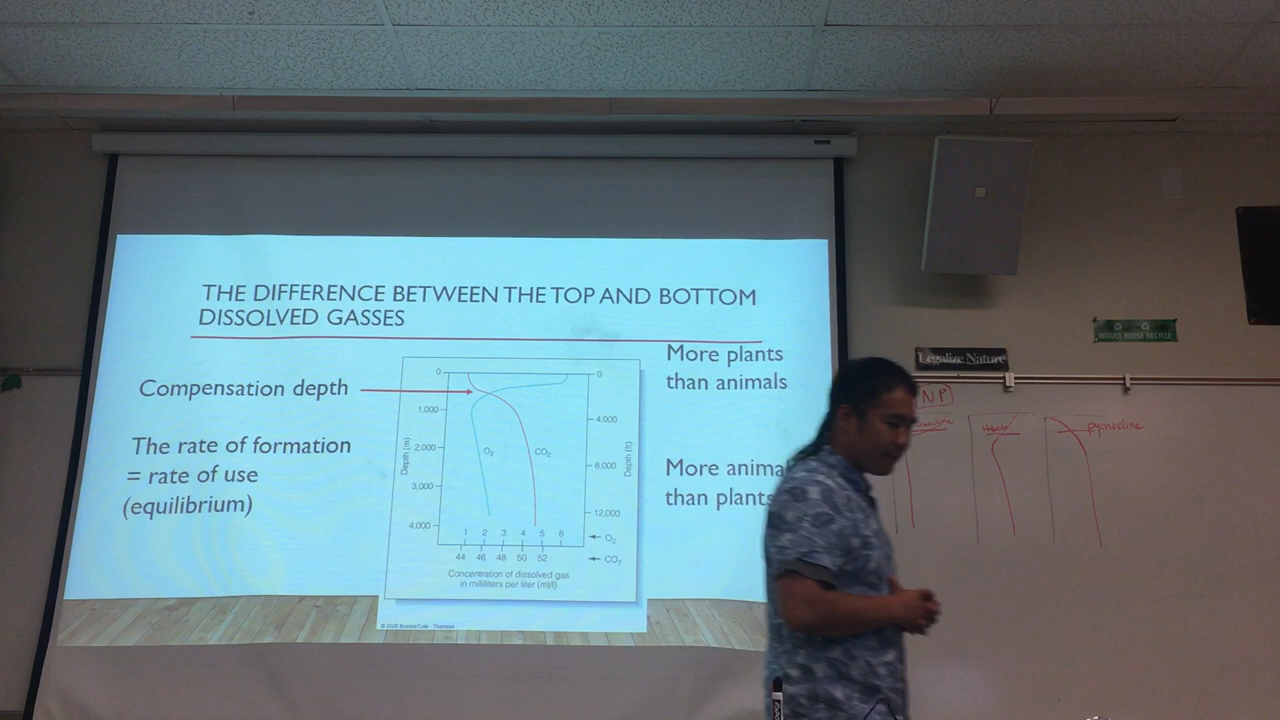 THE DIFFERENCE BETWEEN THE TOP AND BOTTOM
DISSOLVED GASSES
Compensation depth
The rate of formation
= rate of use
(equilibrium)
More plants
than animals
More anima
than plants
0
1,000
2,000
3,000
4,000
Depth (m)
0
4,000
8,000
12,000
Depth (ft)
O₂
CO₂
1 2 3 4 5 6
O₂
44 46 48 50 52
CO₂
Concentration of dissolved gas
in milliliters per liter (ml/l)
REDUCE REUSE RECYCLE
Legalize Nature
NP
pycnocline